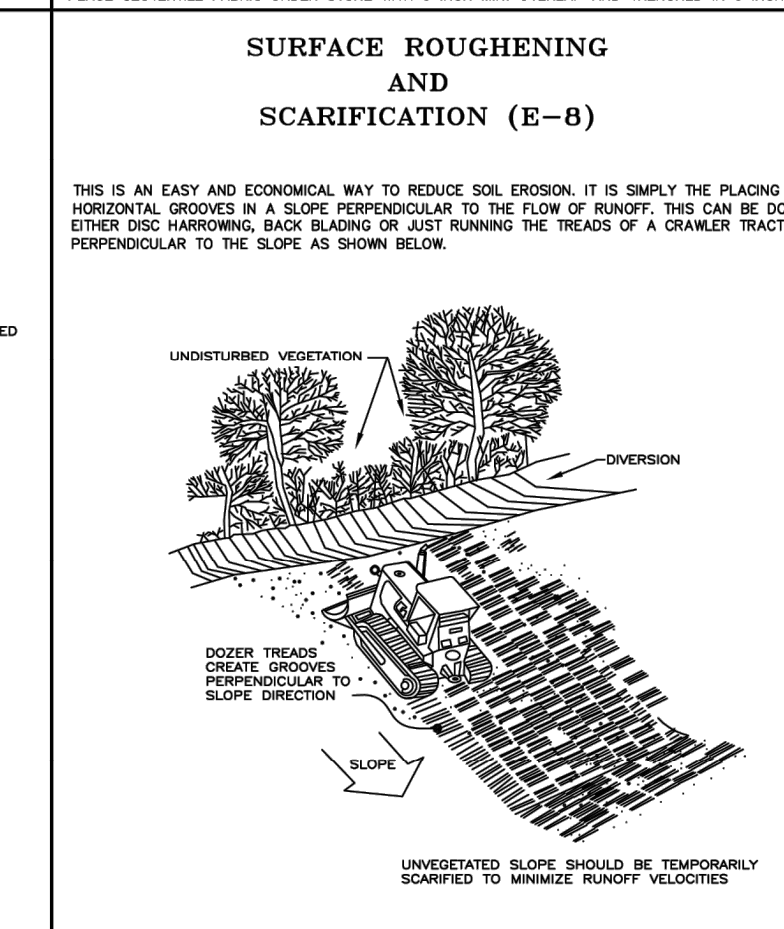 SURFACE ROUGHENING
AND
SCARIFICATION (E-8)
THIS IS AN EASY AND ECONOMICAL WAY TO REDUCE SOIL EROSION. IT IS SIMPLY THE PLACING
HORIZONTAL GROOVES IN A SLOPE PERPENDICULAR TO THE FLOW OF RUNOFF. THIS CAN BE DO
EITHER DISC HARROWING, BACK BLADING OR JUST RUNNING THE TREADS OF A CRAWLER TRACT
PERPENDICULAR TO THE SLOPE AS SHOWN BELOW.
ED
UNDISTURBED VEGETATION
DIVERSION
DOZER TREADS
CREATE GROOVES
PERPENDICULAR TO
SLOPE DIRECTION
SLOPE
UNVEGETATED SLOPE SHOULD BE TEMPORARILY
SCARIFIED TO MINIMIZE RUNOFF VELOCITIES